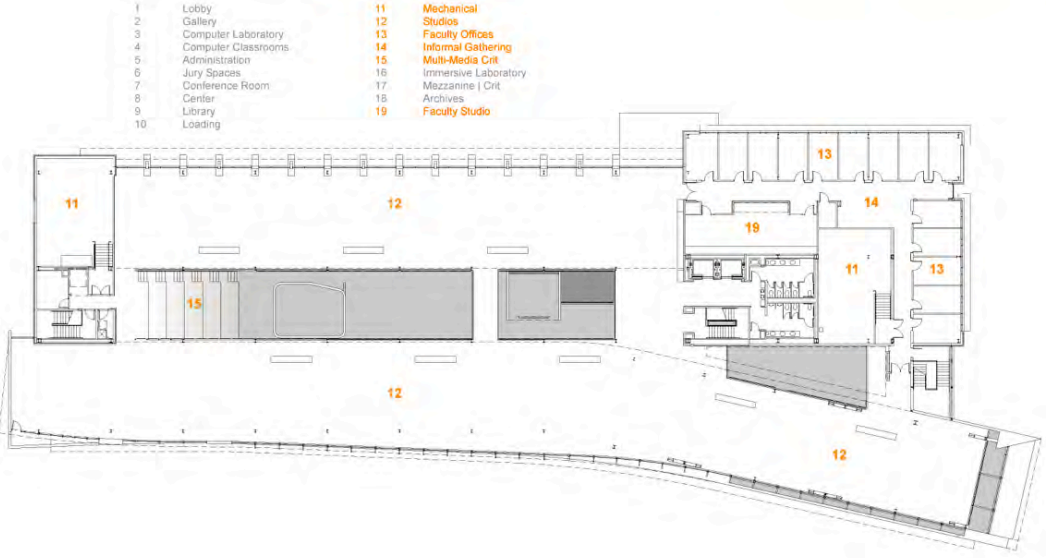 1 Lobby
2 Gallery
3 Computer Laboratory
4 Computer Classrooms
5 Administration
6 Jury Spaces
7 Conference Room
8 Center
9 Library
10 Loading
11 Mechanical
12 Studios
13 Faculty Offices
14 Informal Gathering
15 Multi-Media Crit
16 Immersive Laboratory
17 Mezzanine | Crit
18 Archives
19 Faculty Studio
13
11
12
14
19
11
13
15
12
12